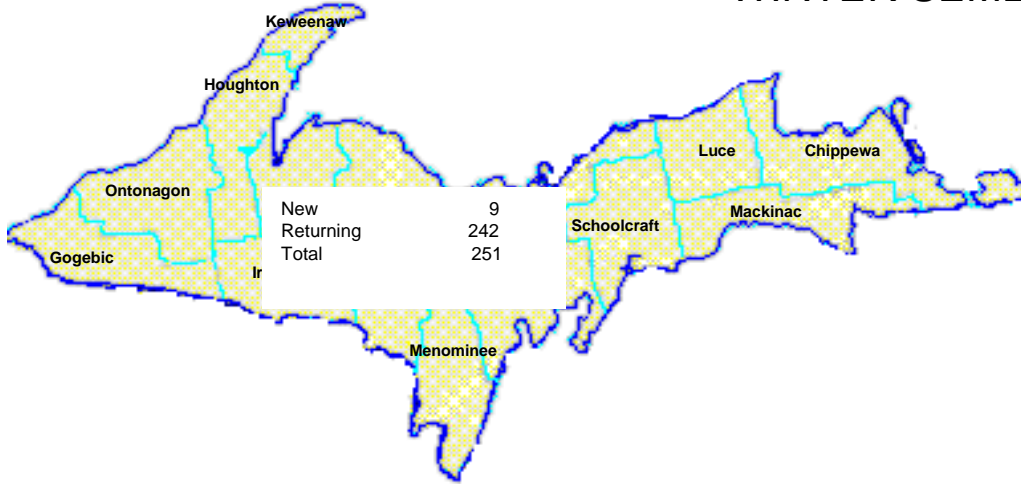 Keweenaw
Houghton
Luce
Chippewa
Ontonagon
Mackinac
New 9
Returning 242
Total 251
Schoolcraft
Gogebic
Menominee